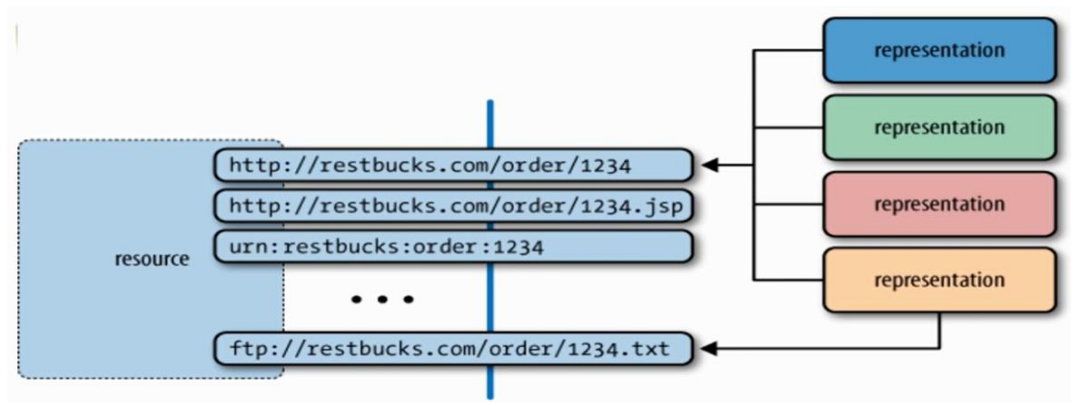 representation
representation
http://restbucks.com/order/1234
http://restbucks.com/order/1234.jsp
representation
urn:restbucks:order:1234
resource
representation
...
ftp://restbucks.com/order/1234.txt